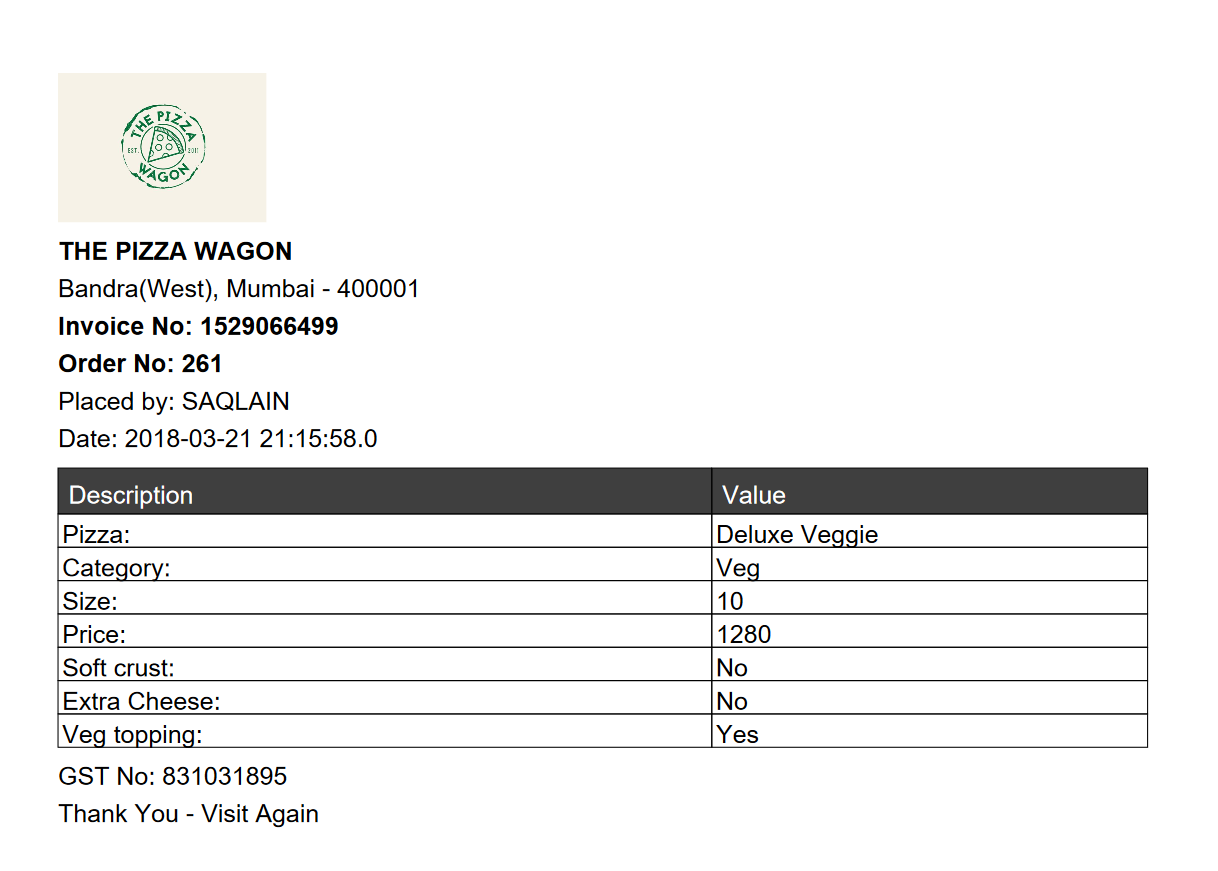 THE PIZZA
EST. 2011
WAGON
THE PIZZA WAGON
Bandra(West), Mumbai - 400001
Invoice No: 1529066499
Order No: 261
Placed by: SAQLAIN
Date: 2018-03-21 21:15:58.0
Description Value
Pizza: Deluxe Veggie
Category: Veg
Size: 10
Price: 1280
Soft crust: No
Extra Cheese: No
Veg topping: Yes
GST No: 831031895
Thank You - Visit Again